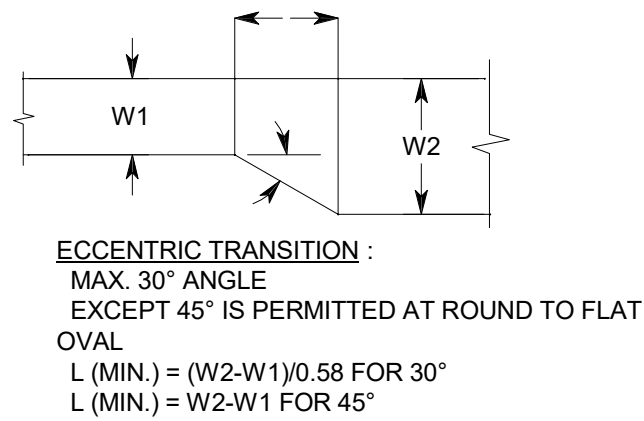 W1
W2
ECCENTRIC TRANSITION :
MAX. 30° ANGLE
EXCEPT 45° IS PERMITTED AT ROUND TO FLAT
OVAL
L (MIN.) = (W2-W1)/0.58 FOR 30°
L (MIN.) = W2-W1 FOR 45°